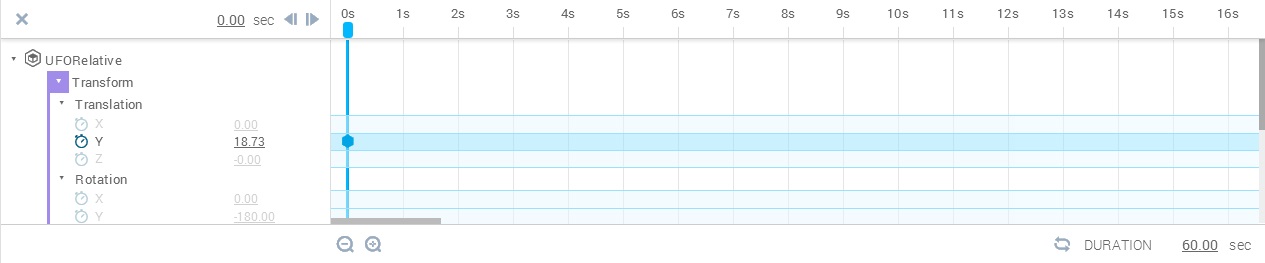 0.00 sec 0s 1s 2s 3s 4s 5s 6s 7s 8s 9s 10s 11s 12s 13s 14s 15s 16s
UFORelative
Transform
Translation
X 0.00
Y 18.73
Z -0.00
Rotation
X 0.00
Y -180.00
DURATION 60.00 sec